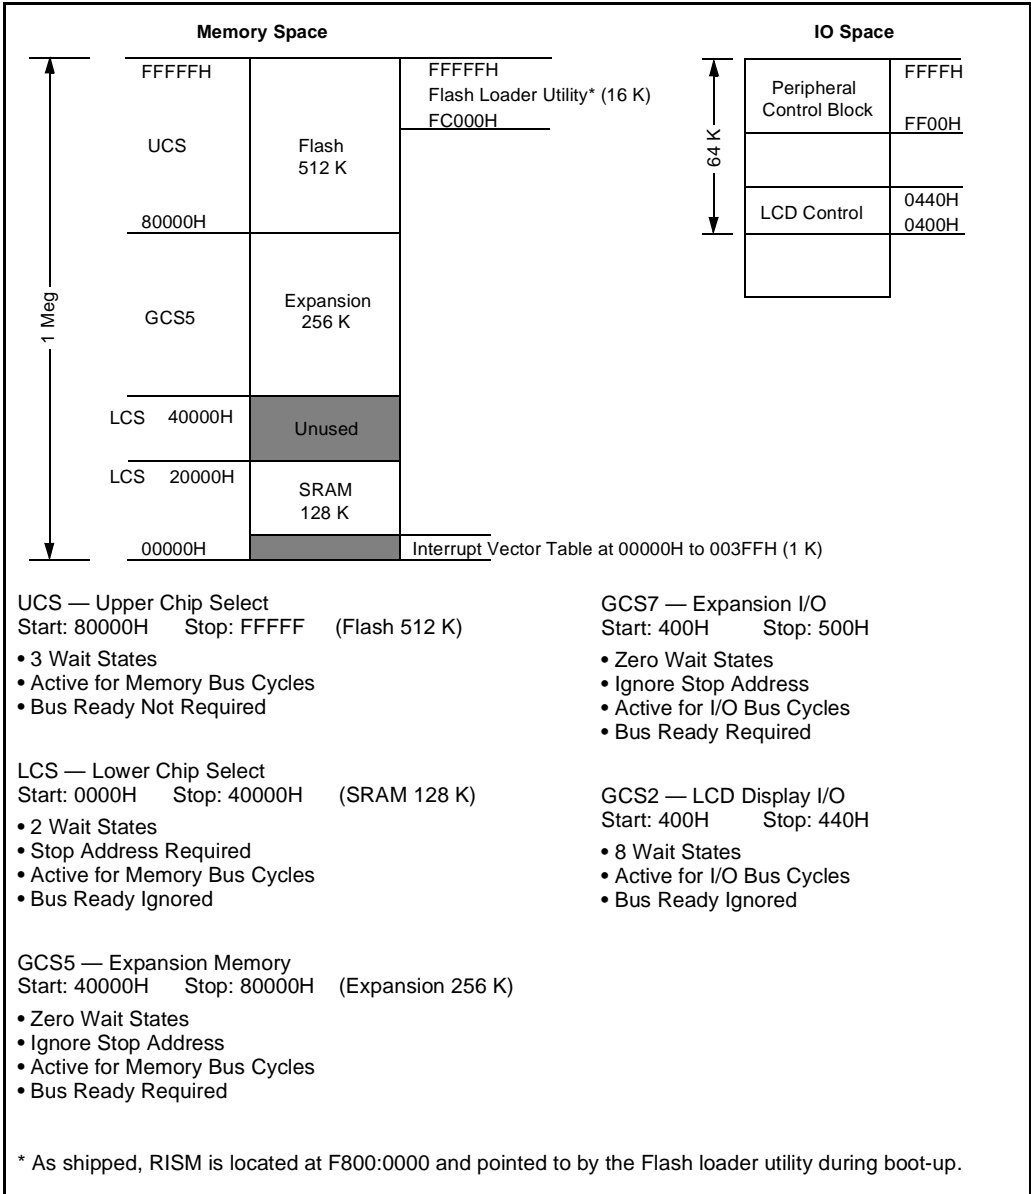 Memory Space
IO Space
FFFFFH
FFFFFH
FFFFH
Flash Loader Utility* (16 K)
Peripheral
Control Block
FC000H
FF00H
UCS
Flash
512 K
64 K
80000H
LCD Control
0440H
0400H
1 Meg
GCS5
Expansion
256 K
LCS 40000H
Unused
LCS 20000H
SRAM
128 K
00000H
Interrupt Vector Table at 00000H to 003FFH (1 K)
UCS — Upper Chip Select
Start: 80000H Stop: FFFFF (Flash 512 K)
• 3 Wait States
• Active for Memory Bus Cycles
• Bus Ready Not Required
LCS — Lower Chip Select
Start: 0000H Stop: 40000H (SRAM 128 K)
• 2 Wait States
• Stop Address Required
• Active for Memory Bus Cycles
• Bus Ready Ignored
GCS5 — Expansion Memory
Start: 40000H Stop: 80000H (Expansion 256 K)
• Zero Wait States
• Ignore Stop Address
• Active for Memory Bus Cycles
• Bus Ready Required
GCS7 — Expansion I/O
Start: 400H Stop: 500H
• Zero Wait States
• Ignore Stop Address
• Active for I/O Bus Cycles
• Bus Ready Required
GCS2 — LCD Display I/O
Start: 400H Stop: 440H
• 8 Wait States
• Active for I/O Bus Cycles
• Bus Ready Ignored
* As shipped, RISM is located at F800:0000 and pointed to by the Flash loader utility during boot-up.